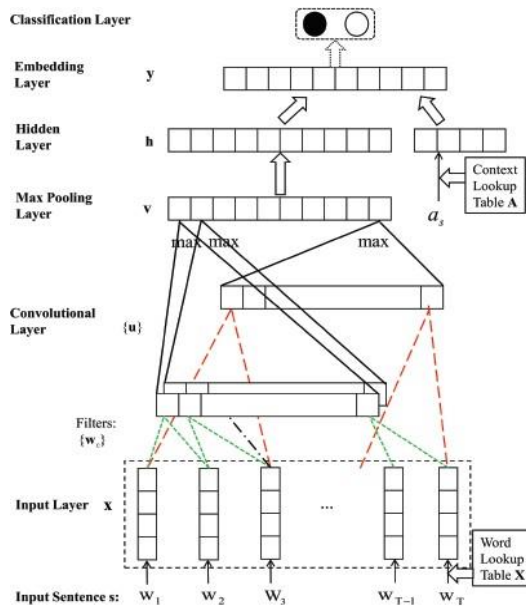 Classification Layer
Embedding
Layer
y
Hidden
Layer
h
Context
Lookup
Table A
Max Pooling
Layer
v
a_s
max max max
Convolutional
Layer
{u}
Filters:
{w_c}
Input Layer X
...
Word
Lookup
Table X
Input Sentence s: w_1 w_2 w_3 w_T-1 w_T